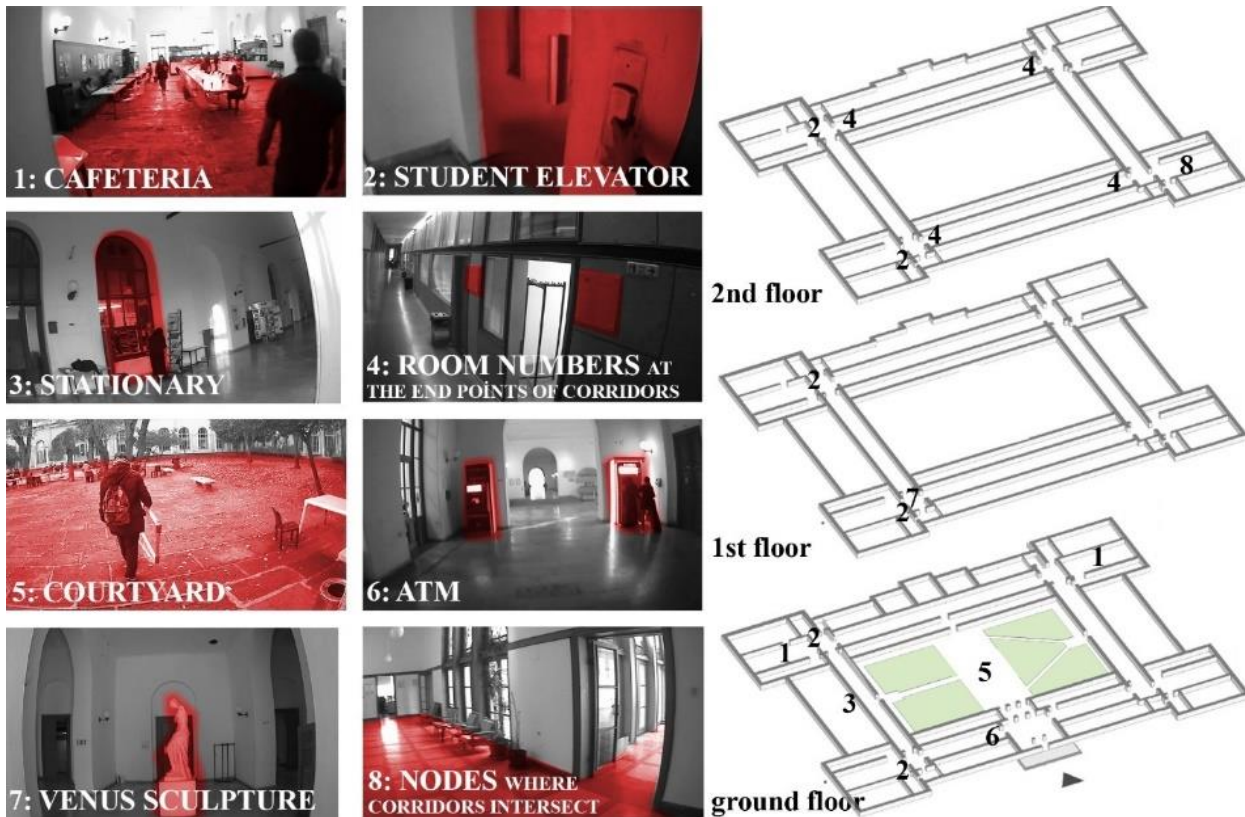 1: CAFETERIA
2: STUDENT ELEVATOR
3: STATIONARY
4: ROOM NUMBERS AT
THE END POİNTS OF CORRIDORS
5: COURTYARD
6: ATM
7: VENUS SCULPTURE
8: NODES WHERE
CORRIDORS INTERSECT
4
2
4
8
4
4
2
2nd floor
2
7
2
1st floor
1
2
1
5
3
6
2
ground floor